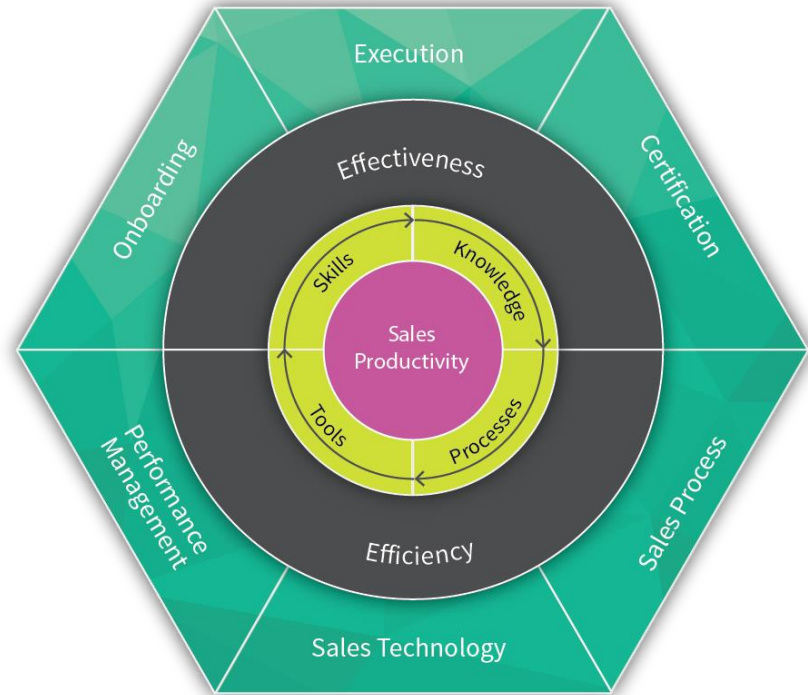 Execution
Onboarding
Certification
Effectiveness
Skills
Knowledge
Sales
Productivity
Tools
Processes
Performance
Management
Sales Process
Efficiency
Sales Technology